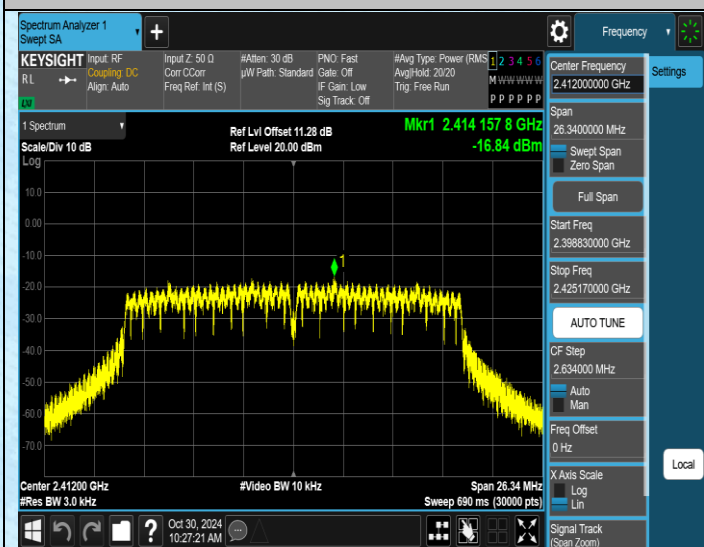 Spectrum Analyzer 1
Swept SA
+
Frequency
KEYSIGHT
RL
LXI
Input: RF
Coupling: DC
Align: Auto
Input Z: 50 Ω
Corr CCorr
Freq Ref: Int (S)
#Atten: 30 dB
µW Path: Standard
PNO: Fast
Gate: Off
IF Gain: Low
Sig Track: Off
#Avg Type: Power (RMS
Avg|Hold: 20/20
Trig: Free Run
1 2 3 4 5 6
M W W W W W
P P P P P P
1 Spectrum
Scale/Div 10 dB
Log
Ref Lvl Offset 11.28 dB
Ref Level 20.00 dBm
Mkr1 2.414 157 8 GHz
-16.84 dBm
10.0
0.00
-10.0
-20.0
-30.0
-40.0
-50.0
-60.0
-70.0
1
Center 2.41200 GHz
#Res BW 3.0 kHz
#Video BW 10 kHz
Span 26.34 MHz
Sweep 690 ms (30000 pts)
?
Oct 30, 2024
10:27:21 AM
Center Frequency
2.412000000 GHz
Settings
Span
26.3400000 MHz
Swept Span
Zero Span
Full Span
Start Freq
2.398830000 GHz
Stop Freq
2.425170000 GHz
AUTO TUNE
CF Step
2.634000 MHz
Auto
Man
Freq Offset
0 Hz
X Axis Scale
Log
Lin
Local
Signal Track
(Span Zoom)